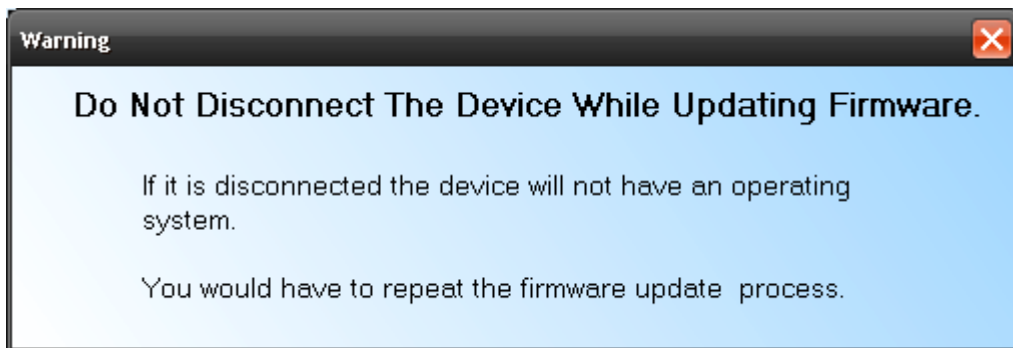 Warning
Do Not Disconnect The Device While Updating Firmware.
If it is disconnected the device will not have an operating
system.
You would have to repeat the firmware update  process.